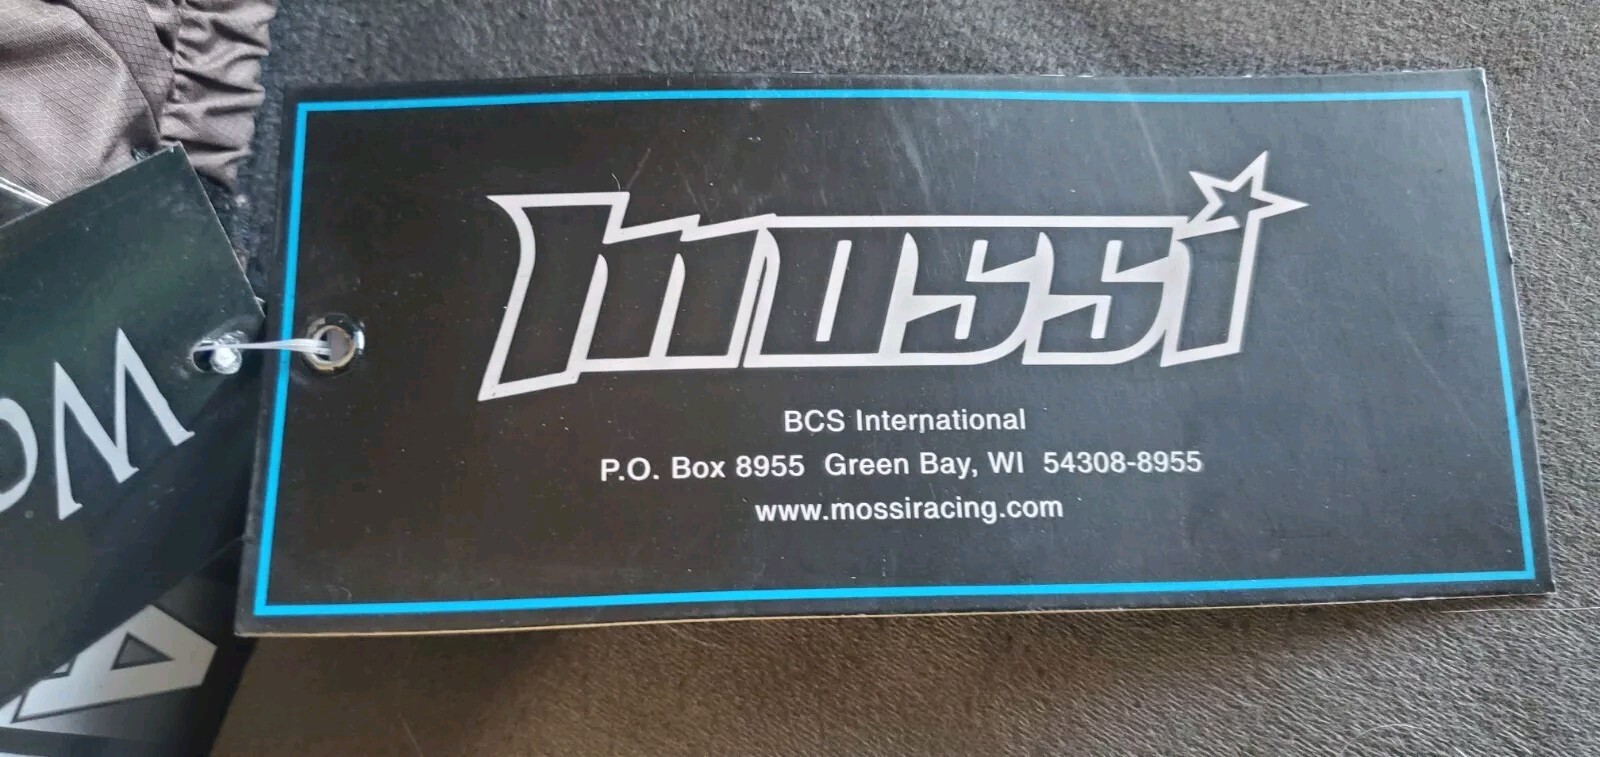 mossi
BCS International
P.O. Box 8955 Green Bay, WI 54308-8955
www.mossiracing.com